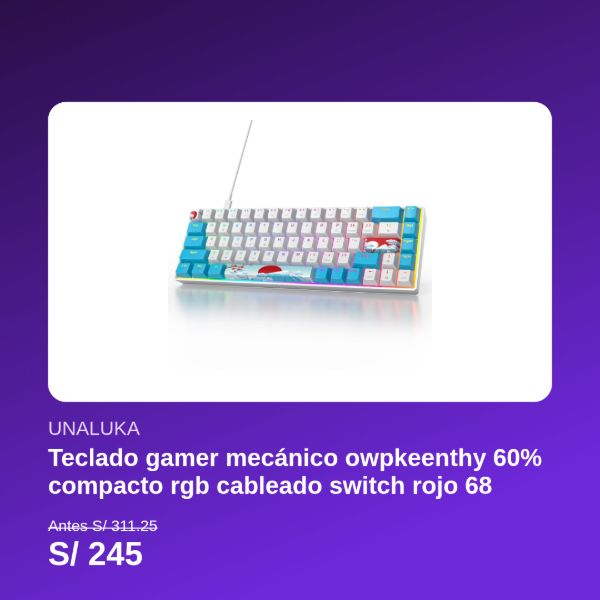 UNALUKA
Teclado gamer mecánico owpkeenthy 60%
compacto rgb cableado switch rojo 68
Antes S/ 311.25
S/ 245